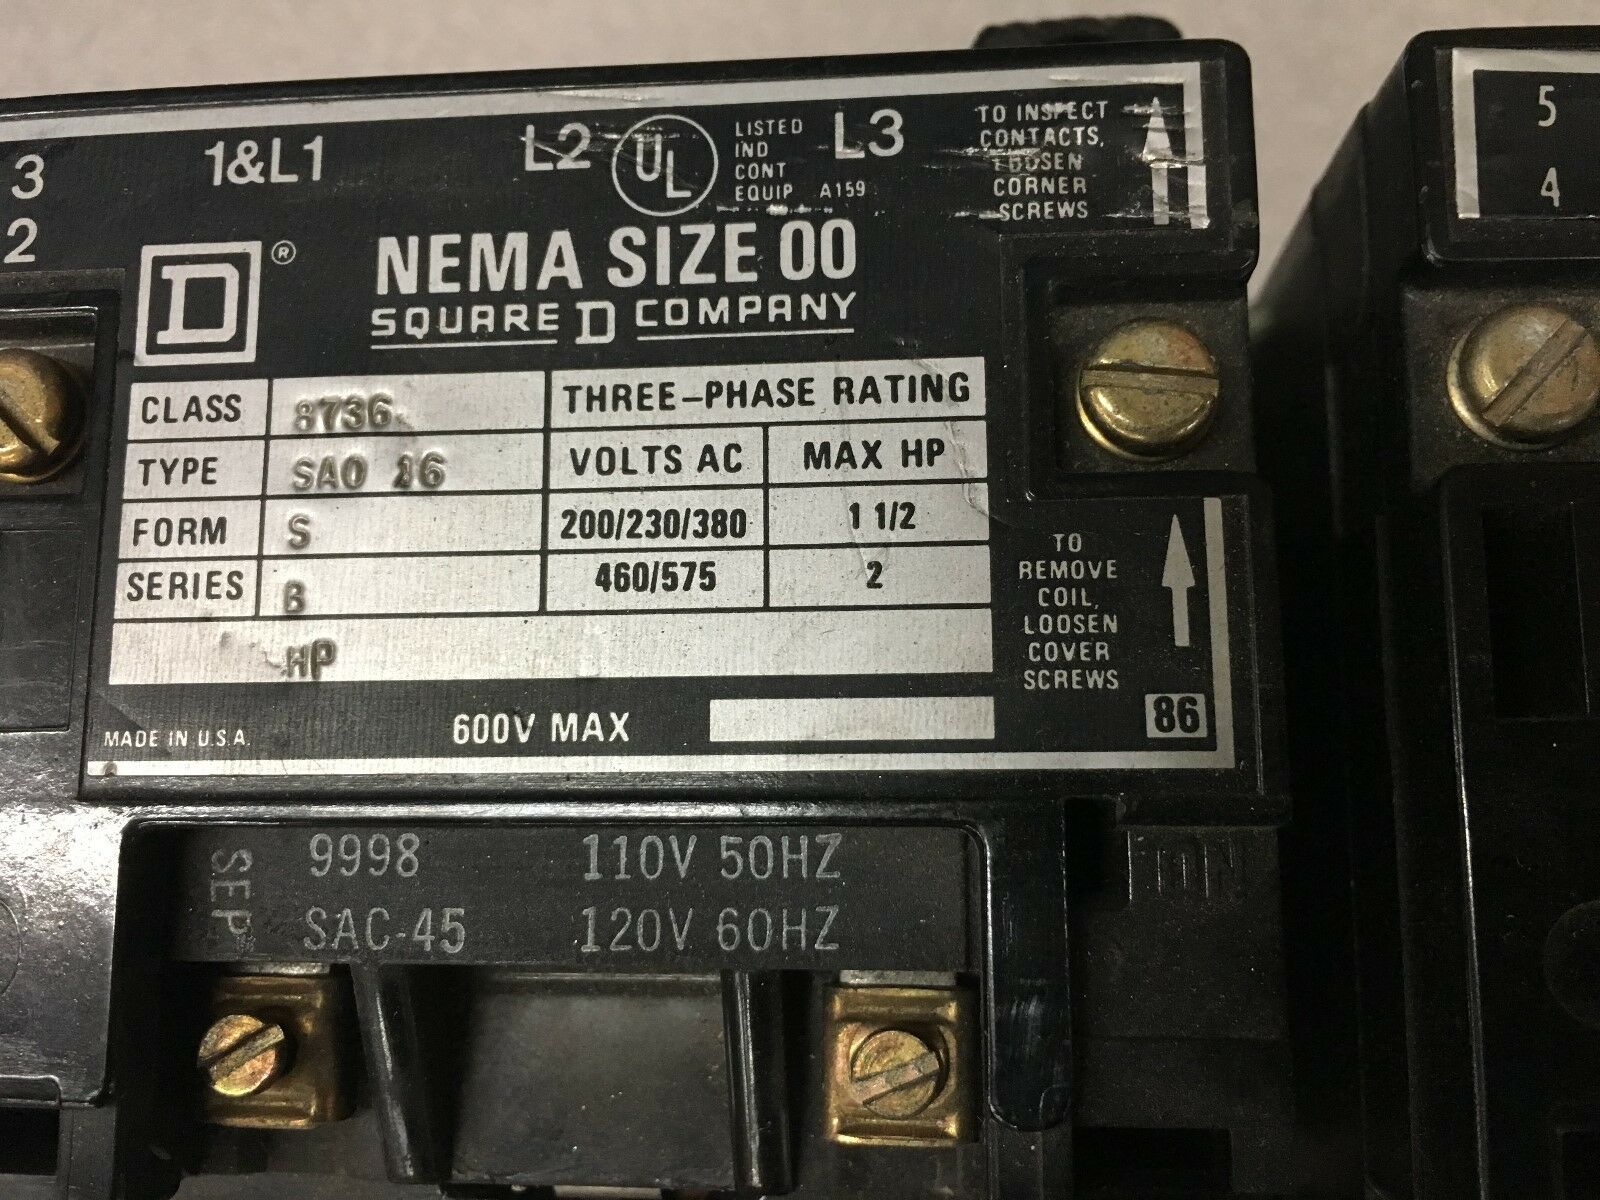 3
2
1&L1
L2
UL
LISTED
IND
CONT
EQUIP A159
L3
TO INSPECT
CONTACTS,
LOOSEN
CORNER
SCREWS
5
4
D ®
NEMA SIZE 00
SQUARE D COMPANY
CLASS 8736
TYPE SAO 16
FORM S
SERIES B
HP
THREE-PHASE RATING
VOLTS AC MAX HP
200/230/380 1 1/2
460/575 2
TO
REMOVE
COIL,
LOOSEN
COVER
SCREWS
86
MADE IN U.S.A.
600V MAX
SEP.
9998 110V 50HZ
SAC-45 120V 60HZ